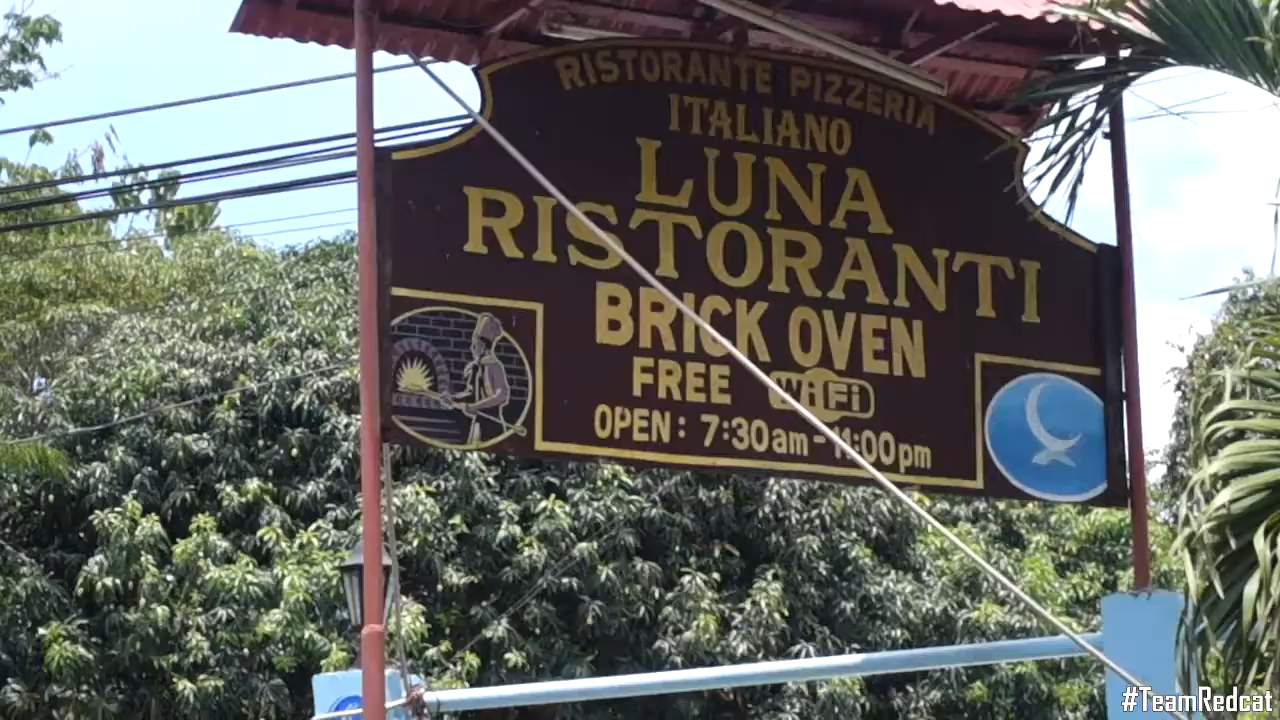 RISTORANTE PIZZERIA
ITALIANO
LUNA
RISTORANTI
BRICK OVEN
FREE WiFi
OPEN: 7:30am-11:00pm
#TeamRedcat